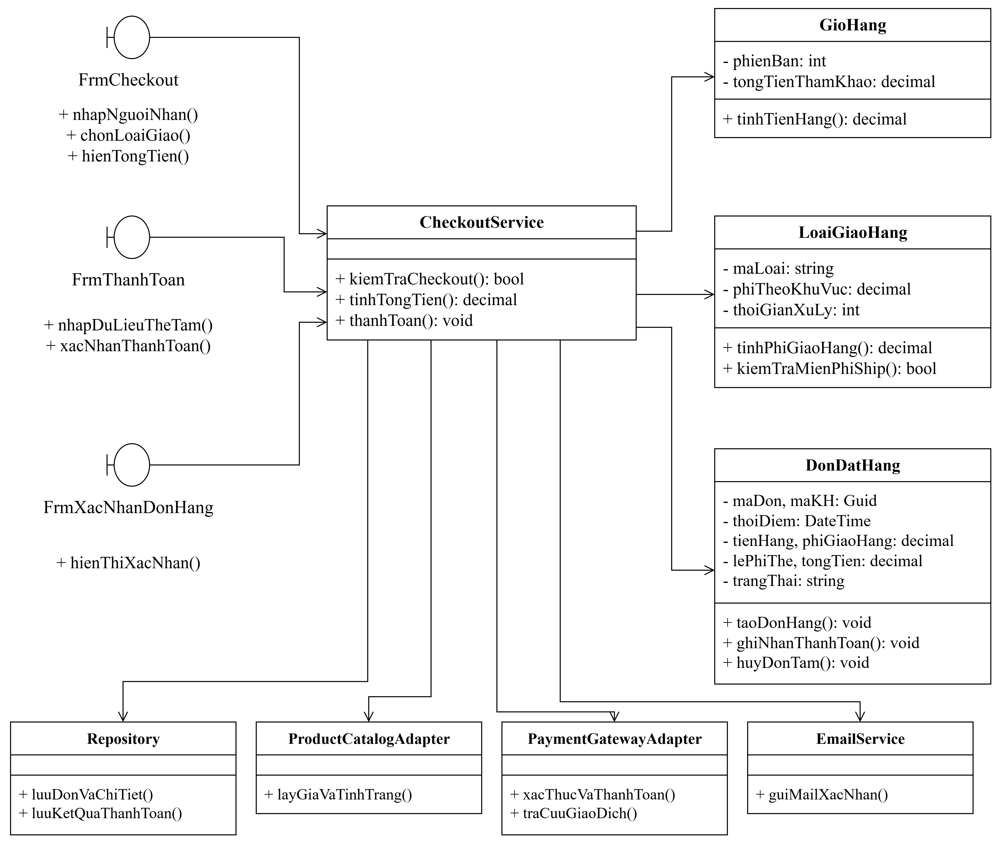 FrmCheckout
+ nhapNguoiNhan()
+ chonLoaiGiao()
+ hienTongTien()
FrmThanhToan
+ nhapDuLieuTheTam()
+ xacNhanThanhToan()
FrmXacNhanDonHang
+ hienThiXacNhan()
CheckoutService
+ kiemTraCheckout(): bool
+ tinhTongTien(): decimal
+ thanhToan(): void
GioHang
- phienBan: int
- tongTienThamKhao: decimal
+ tinhTienHang(): decimal
LoaiGiaoHang
- maLoai: string
- phiTheoKhuVuc: decimal
- thoiGianXuLy: int
+ tinhPhiGiaoHang(): decimal
+ kiemTraMienPhiShip(): bool
DonDatHang
- maDon, maKH: Guid
- thoiDiem: DateTime
- tienHang, phiGiaoHang: decimal
- lePhiThe, tongTien: decimal
- trangThai: string
+ taoDonHang(): void
+ ghiNhanThanhToan(): void
+ huyDonTam(): void
Repository
+ luuDonVaChiTiet()
+ luuKetQuaThanhToan()
ProductCatalogAdapter
+ layGiaVaTinhTrang()
PaymentGatewayAdapter
+ xacThucVaThanhToan()
+ traCuuGiaoDich()
EmailService
+ guiMailXacNhan()